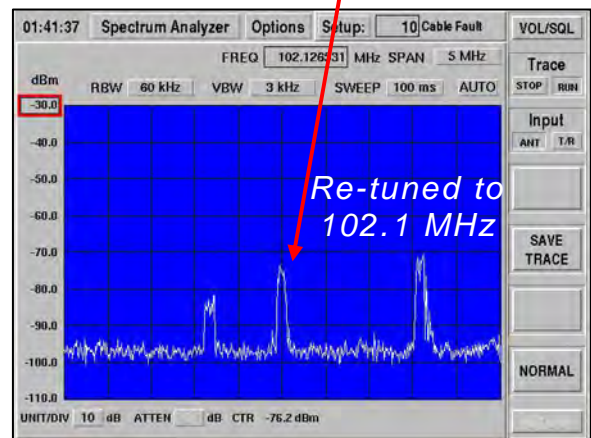 01:41:37 Spectrum Analyzer Options Setup: 10 Cable Fault VOL/SQL
FREQ 102.126531 MHz SPAN 5 MHz
Trace
STOP RUN
dBm RBW 60 kHz VBW 3 kHz SWEEP 100 ms AUTO
-30.0
Input
ANT T/R
-40.0
-50.0
Re-tuned to
102.1 MHz
-60.0
-70.0
SAVE
TRACE
-80.0
-90.0
-100.0
NORMAL
-110.0
UNIT/DIV 10 dB ATTEN dB CTR -76.2 dBm